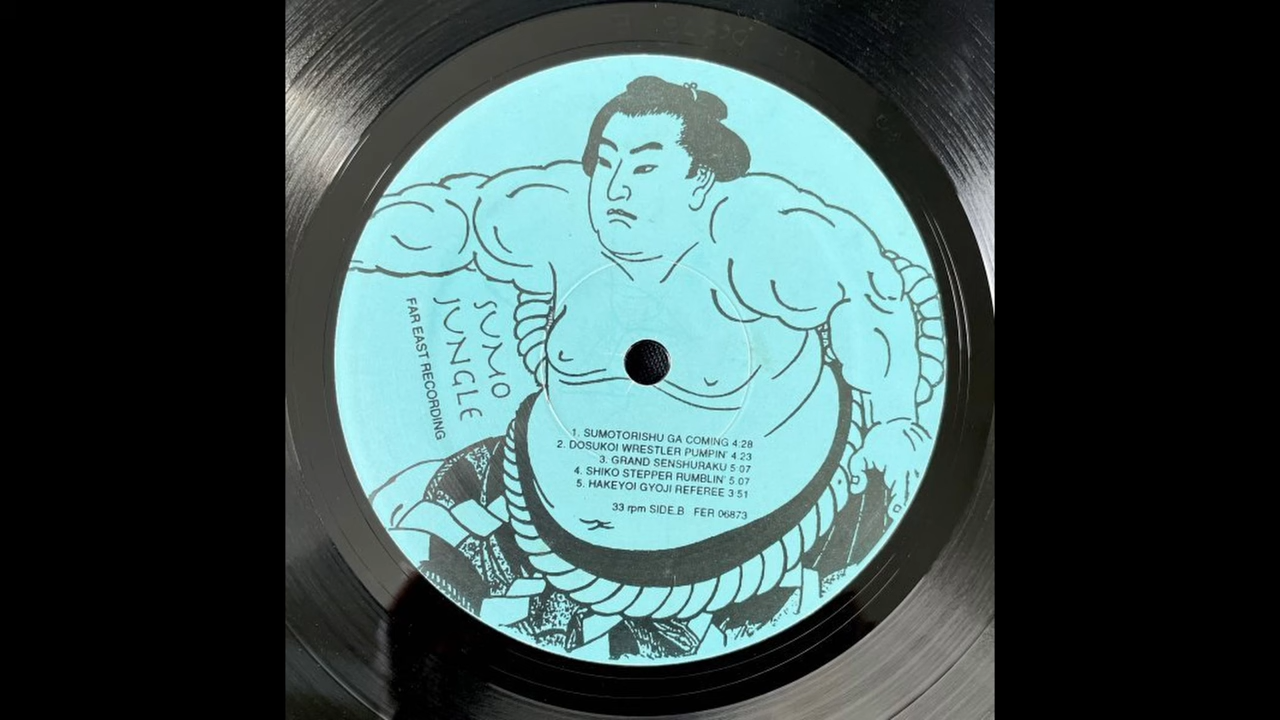 SUMO
JUNGLE
FAR EAST RECORDING
1. SUMOTORISHU GA COMING 4:28
2. DOSUKOI WRESTLER PUMPIN' 4:23
3. GRAND SENSHURAKU 5:07
4. SHIKO STEPPER RUMBLIN' 5:07
5. HAKEYOI GYOJI REFEREE 3:51
33 rpm SIDE.B FER 06873